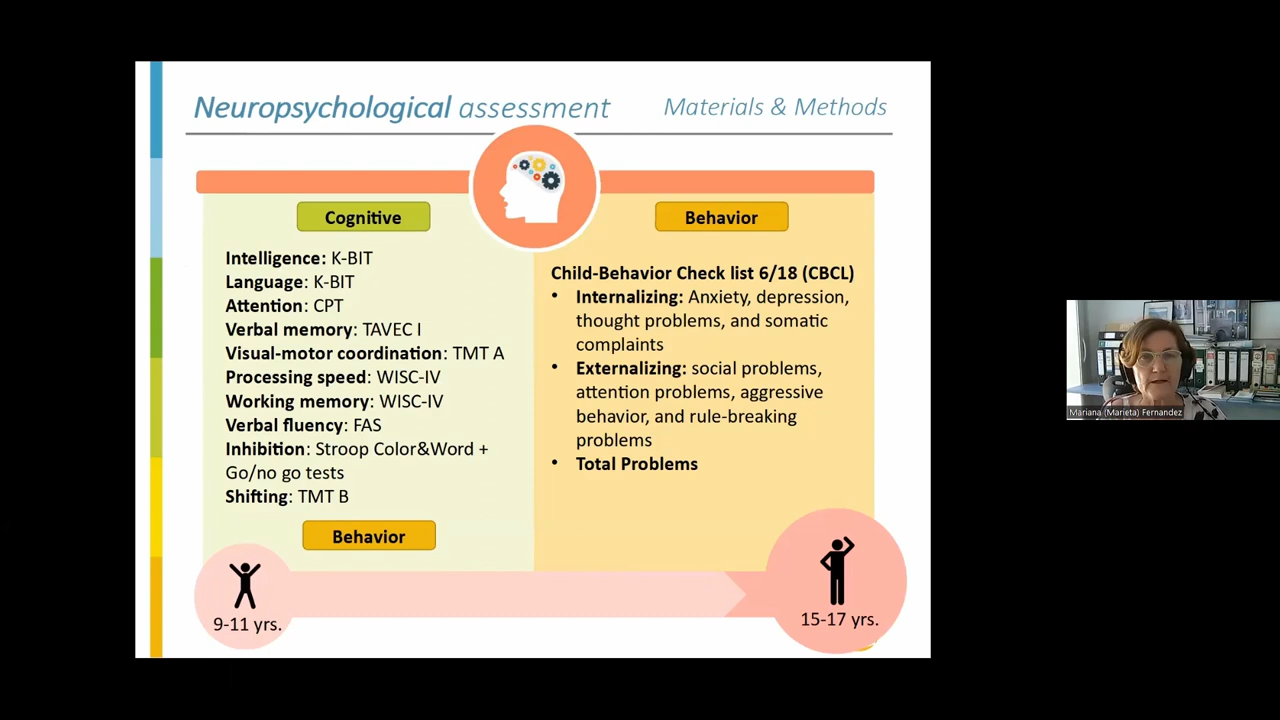 Neuropsychological assessment
Materials & Methods
Cognitive
Intelligence: K-BIT
Language: K-BIT
Attention: CPT
Verbal memory: TAVEC I
Visual-motor coordination: TMT A
Processing speed: WISC-IV
Working memory: WISC-IV
Verbal fluency: FAS
Inhibition: Stroop Color&Word +
Go/no go tests
Shifting: TMT B
Behavior
9-11 yrs.
Behavior
Child-Behavior Check list 6/18 (CBCL)
• Internalizing: Anxiety, depression,
thought problems, and somatic
complaints
• Externalizing: social problems,
attention problems, aggressive
behavior, and rule-breaking
problems
• Total Problems
15-17 yrs.
Mariana (Marieta) Fernandez